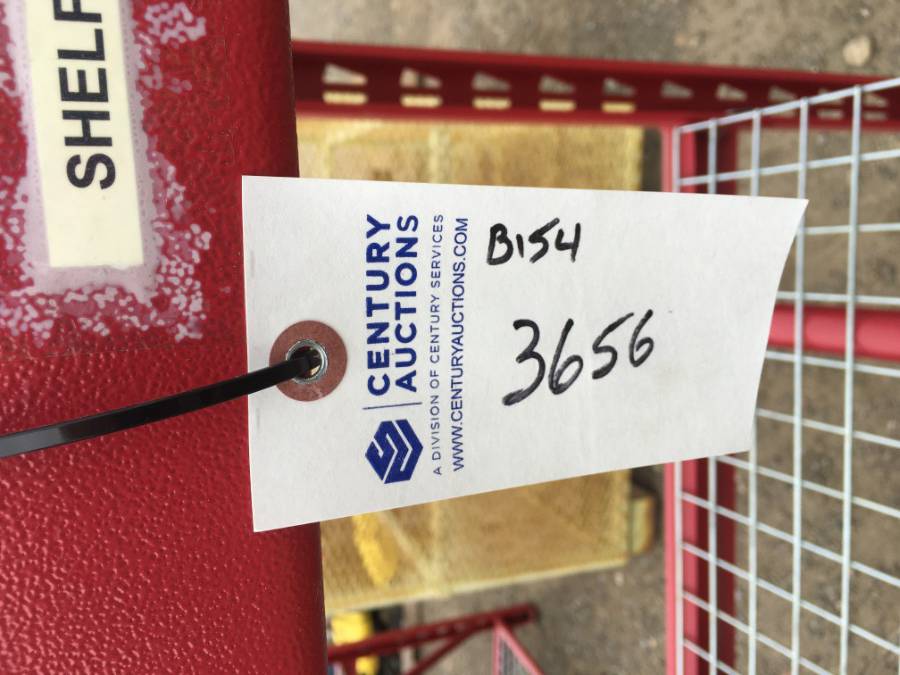 SHELF
CENTURY
AUCTIONS
A DIVISION OF CENTURY SERVICES
WWW.CENTURYAUCTIONS.COM
B154
3656